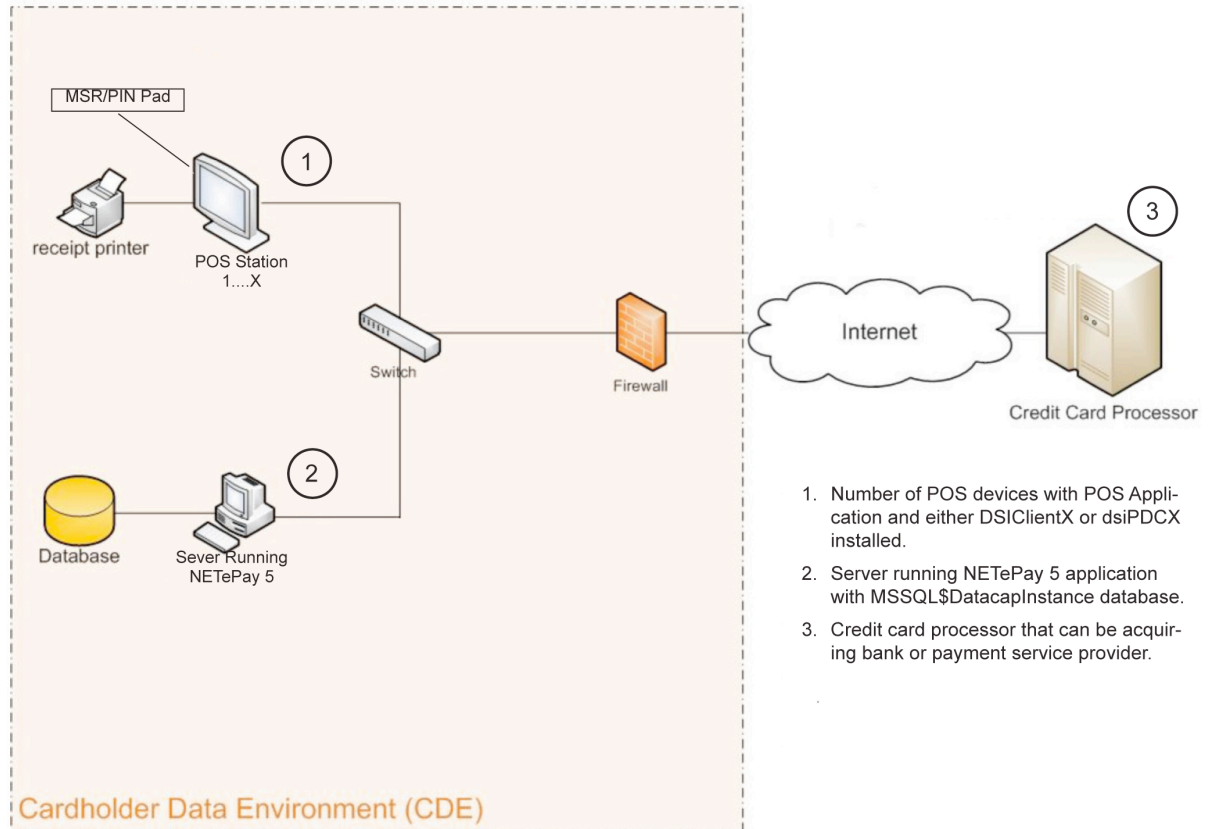 MSR/PIN Pad
1
receipt printer
POS Station
1....X
3
Switch
Firewall
Internet
Credit Card Processor
2
Database
Sever Running
NETePay 5
1. Number of POS devices with POS Appli-
cation and either DSIClientX or dsiPDCX
installed.
2. Server running NETePay 5 application
with MSSQL$DatacapInstance database.
3. Credit card processor that can be acquir-
ing bank or payment service provider.
Cardholder Data Environment (CDE)